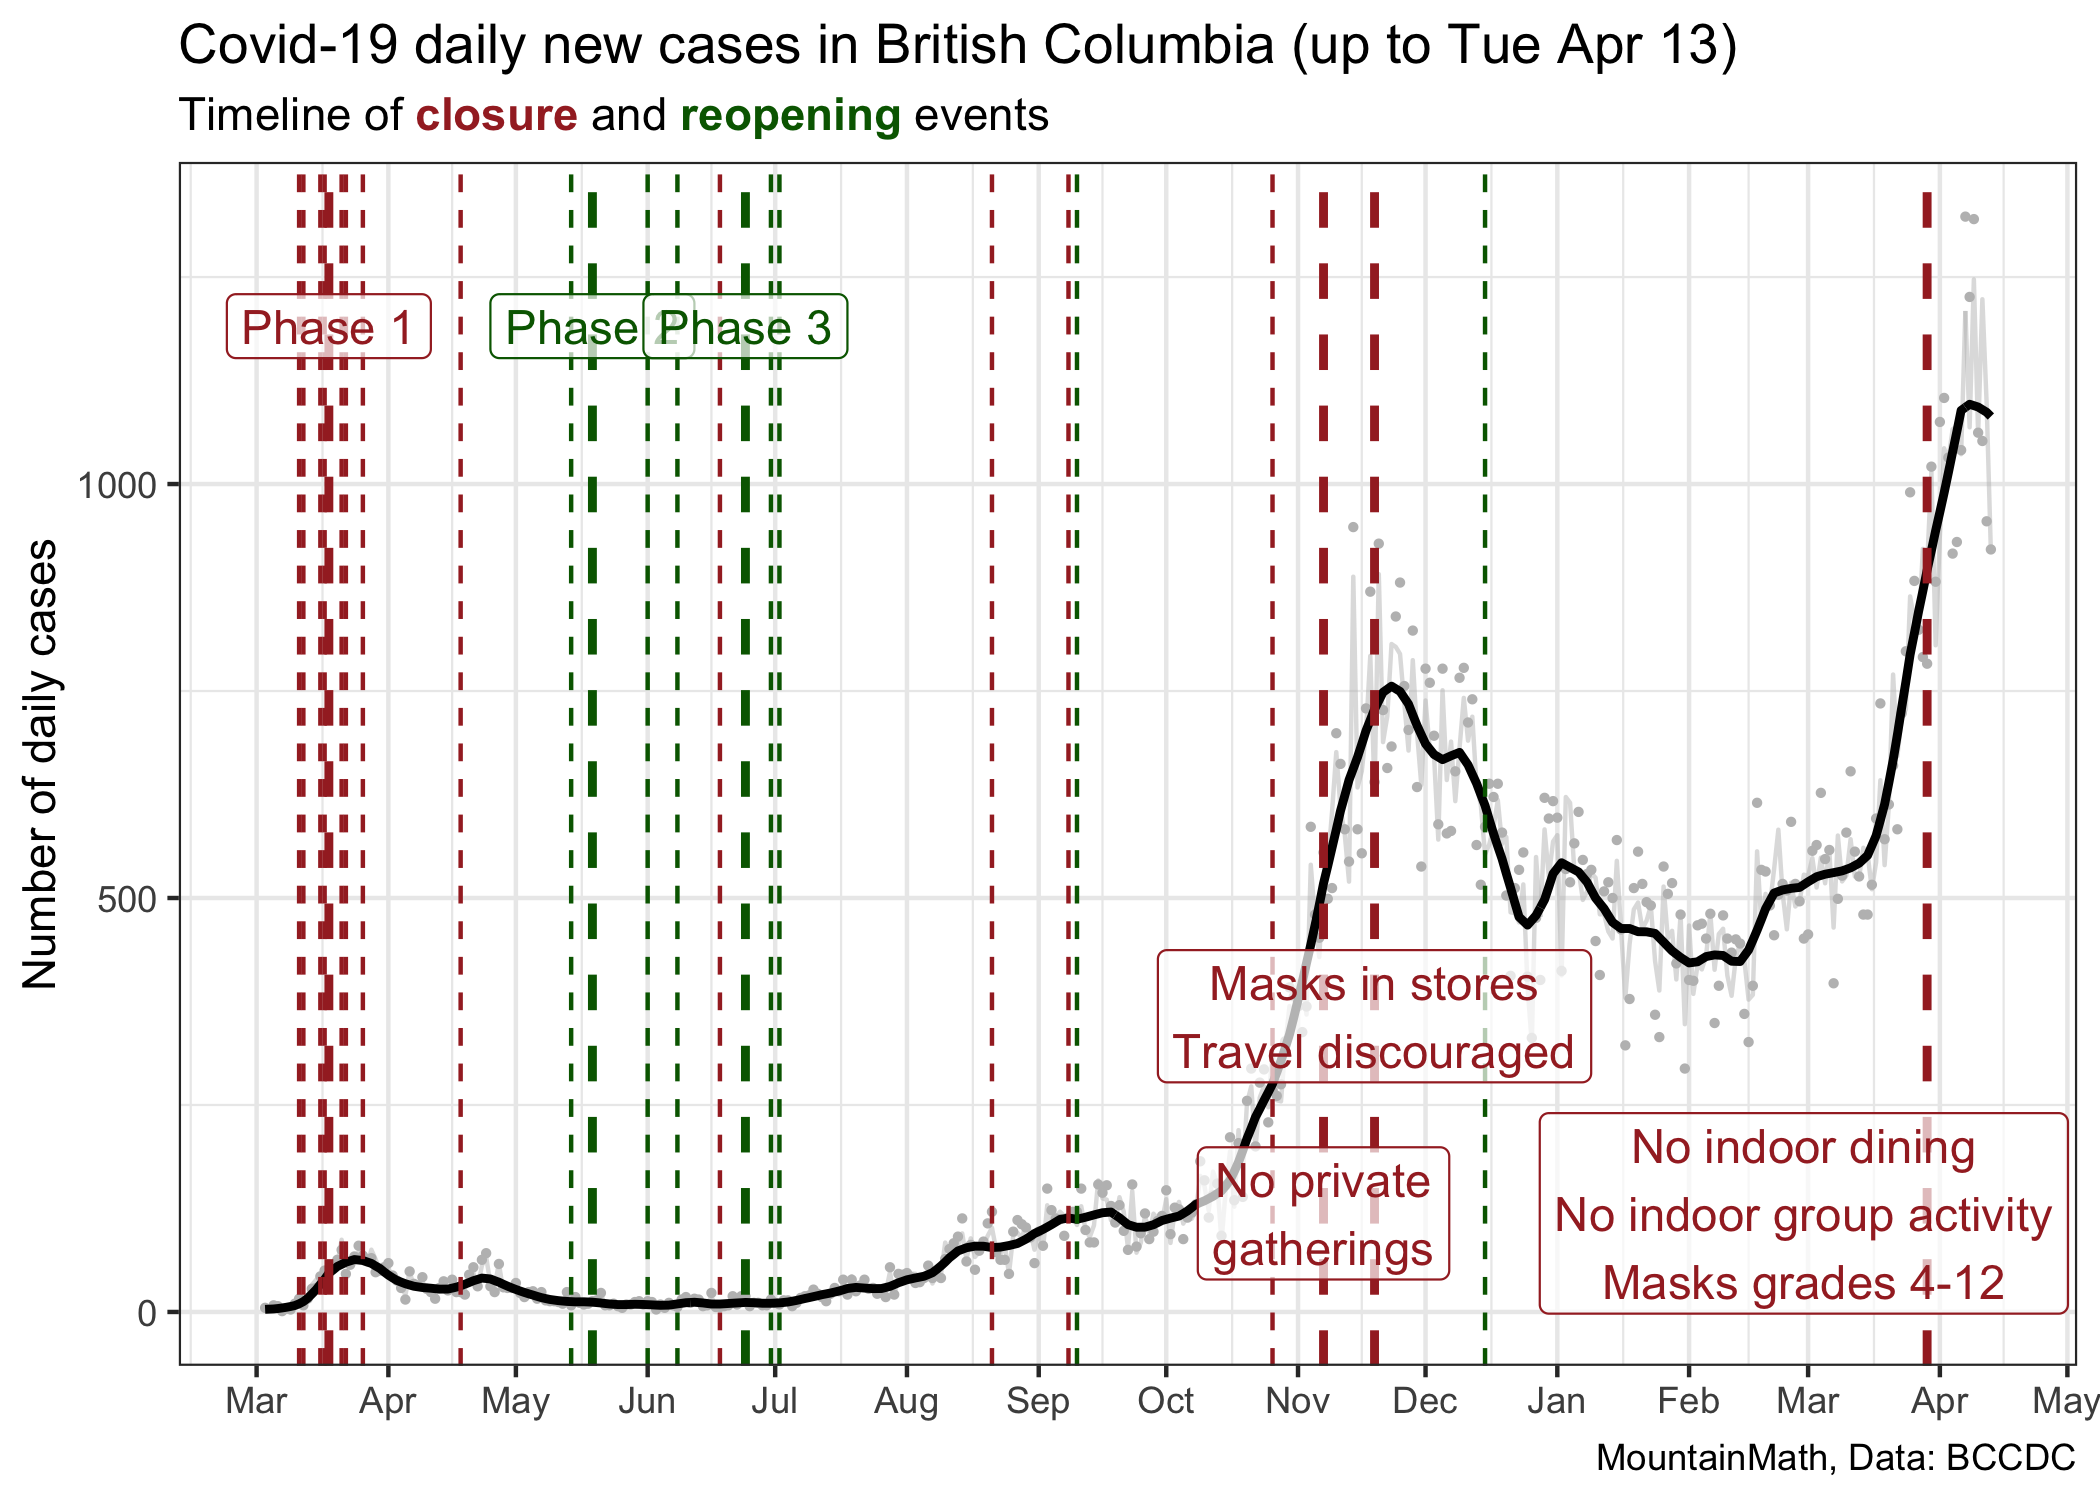 Covid-19 daily new cases in British Columbia (up to Tue Apr 13)
Timeline of closure and reopening events
Number of daily cases
1000
500
0
Phase 1
Phase 2
Phase 3
Masks in stores
Travel discouraged
No private
gatherings
No indoor dining
No indoor group activity
Masks grades 4-12
Mar Apr May Jun Jul Aug Sep Oct Nov Dec Jan Feb Mar Apr May
MountainMath, Data: BCCDC